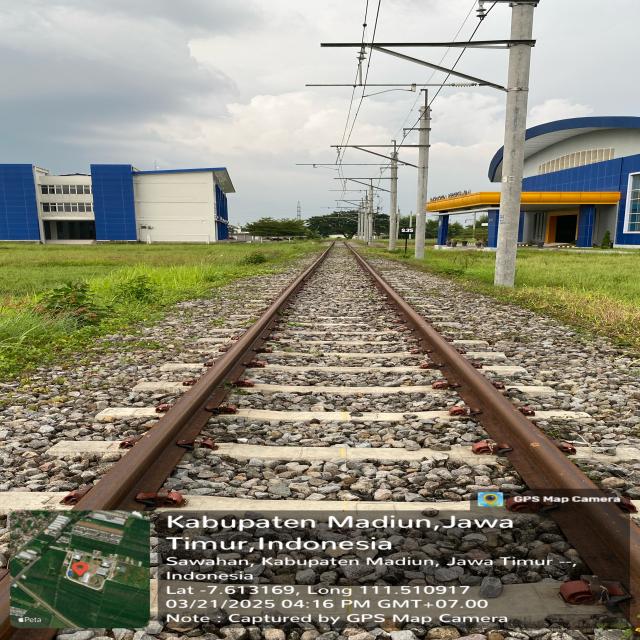 S.35
GPS Map Camera
Kabupaten Madiun,Jawa
Timur,Indonesia
Sawahan, Kabupaten Madiun, Jawa Timur --,
Indonesia
Lat -7.613169, Long 111.510917
03/21/2025 04:16 PM GMT+07.00
Note : Captured by GPS Map Camera
Peta